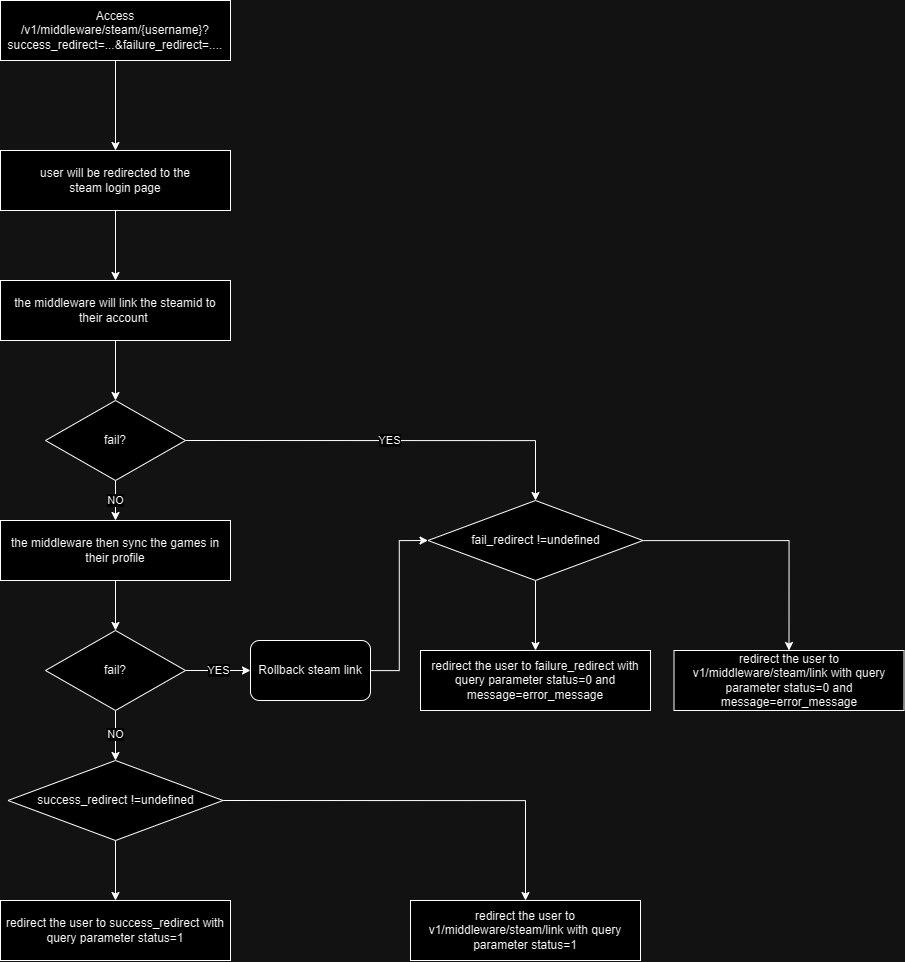 Access
/v1/middleware/steam/{username}?
success_redirect=...&failure_redirect=....
user will be redirected to the
steam login page
the middleware will link the steamid to
their account
fail?
YES
NO
the middleware then sync the games in
their profile
fail_redirect !=undefined
fail?
YES
Rollback steam link
redirect the user to failure_redirect with
query parameter status=0 and
message=error_message
redirect the user to
v1/middleware/steam/link with query
parameter status=0 and
message=error_message
NO
success_redirect !=undefined
redirect the user to success_redirect with
query parameter status=1
redirect the user to
v1/middleware/steam/link with query
parameter status=1